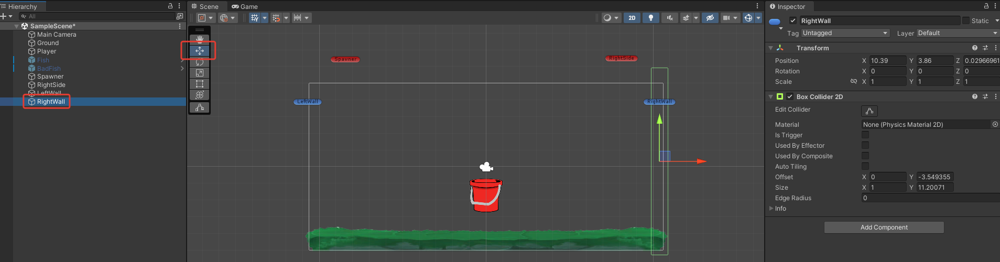 Hierarchy
All
SampleScene*
Main Camera
Ground
Player
Fish
BadFish
Spawner
RightSide
LeftWall
RightWall
Scene
Game
2D
Spawner
RightSide
LeftWall
RightWall
Inspector
RightWall
Static
Tag Untagged Layer Default
Transform
Position X 10.39 Y 3.86 Z 0.02966961
Rotation X 0 Y 0 Z 0
Scale X 1 Y 1 Z 1
Box Collider 2D
Edit Collider
Material None (Physics Material 2D)
Is Trigger
Used By Effector
Used By Composite
Auto Tiling
Offset X 0 Y -3.549355
Size X 1 Y 11.20071
Edge Radius 0
Info
Add Component